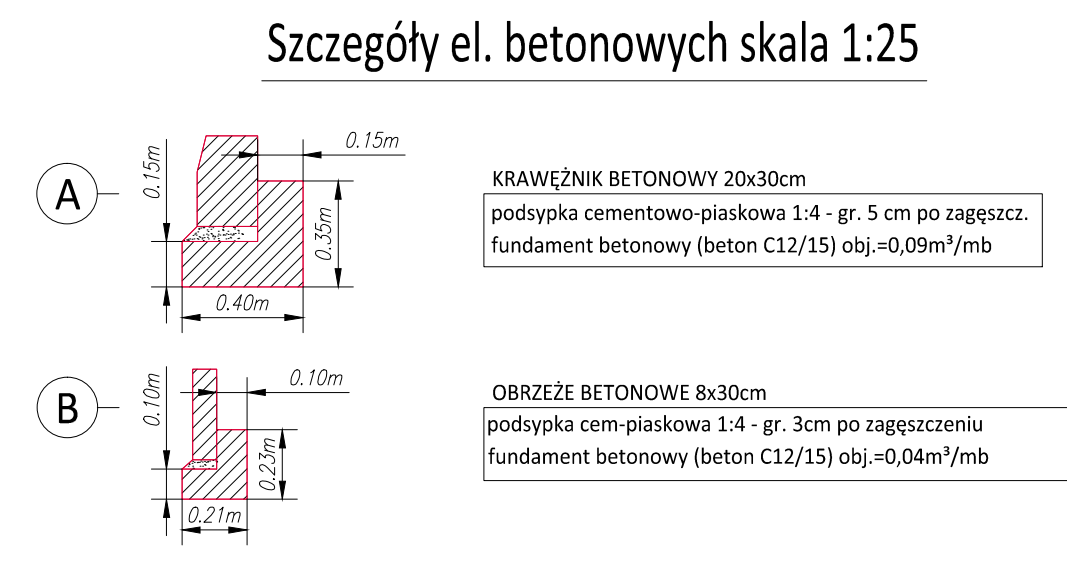 Szczegóły el. betonowych skala 1:25
A
0.15m
0.15m
0.35m
0.40m
KRAWĘŻNIK BETONOWY 20x30cm
podsypka cementowo-piaskowa 1:4 - gr. 5 cm po zagęszcz.
fundament betonowy (beton C12/15) obj.=0,09m³/mb
B
0.10m
0.10m
0.23m
0.21m
OBRZEŻE BETONOWE 8x30cm
podsypka cem-piaskowa 1:4 - gr. 3cm po zagęszczeniu
fundament betonowy (beton C12/15) obj.=0,04m³/mb